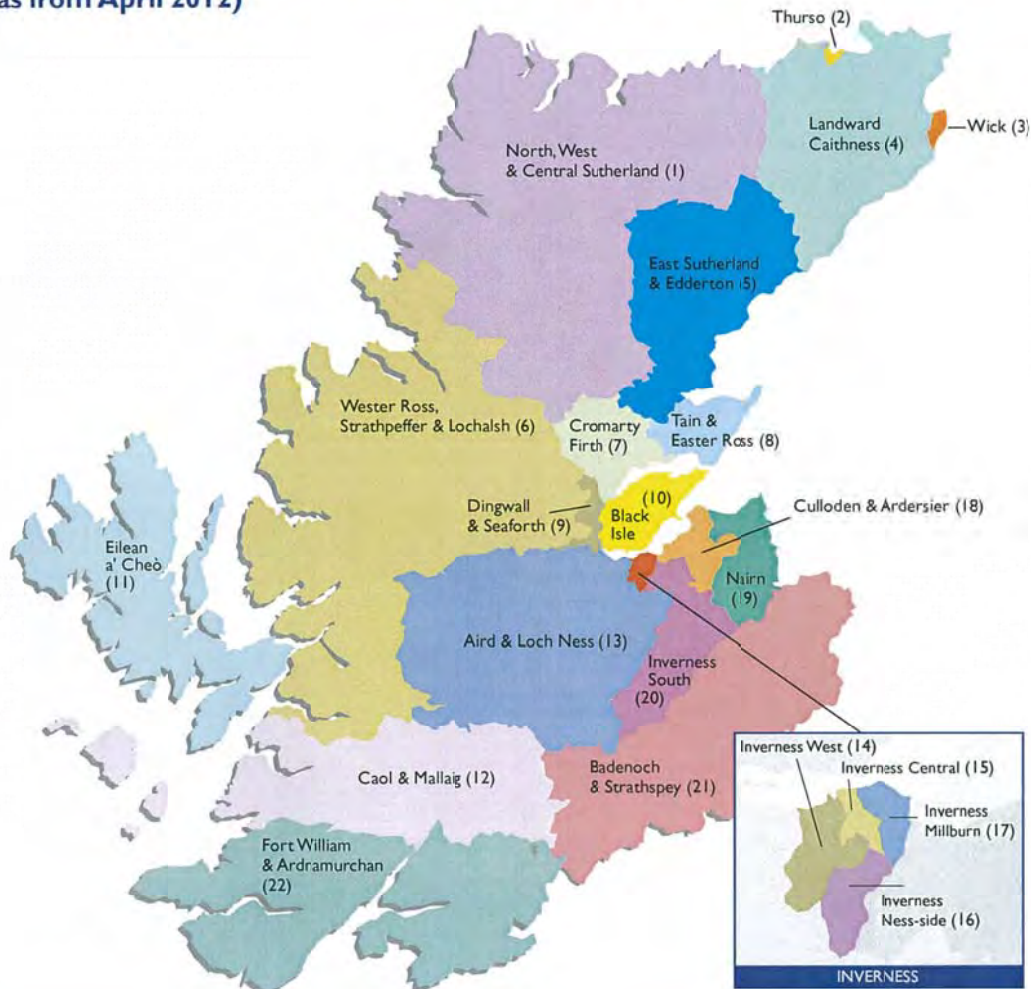 as from April 2012)
Thurso (2)
Landward
Caithness (4)
Wick (3)
North, West
& Central Sutherland (1)
East Sutherland
& Edderton (5)
Wester Ross,
Strathpeffer & Lochalsh (6)
Cromarty
Firth (7)
Tain &
Easter Ross (8)
Dingwall
& Seaforth (9)
(10)
Black
Isle
Culloden & Ardersier (18)
Eilean
a' Cheò
(11)
Nairn
(19)
Aird & Loch Ness (13)
Inverness
South
(20)
Caol & Mallaig (12)
Badenoch
& Strathspey (21)
Fort William
& Ardramurchan
(22)
Inverness West (14)
Inverness Central (15)
Inverness
Millburn (17)
Inverness
Ness-side (16)
INVERNESS